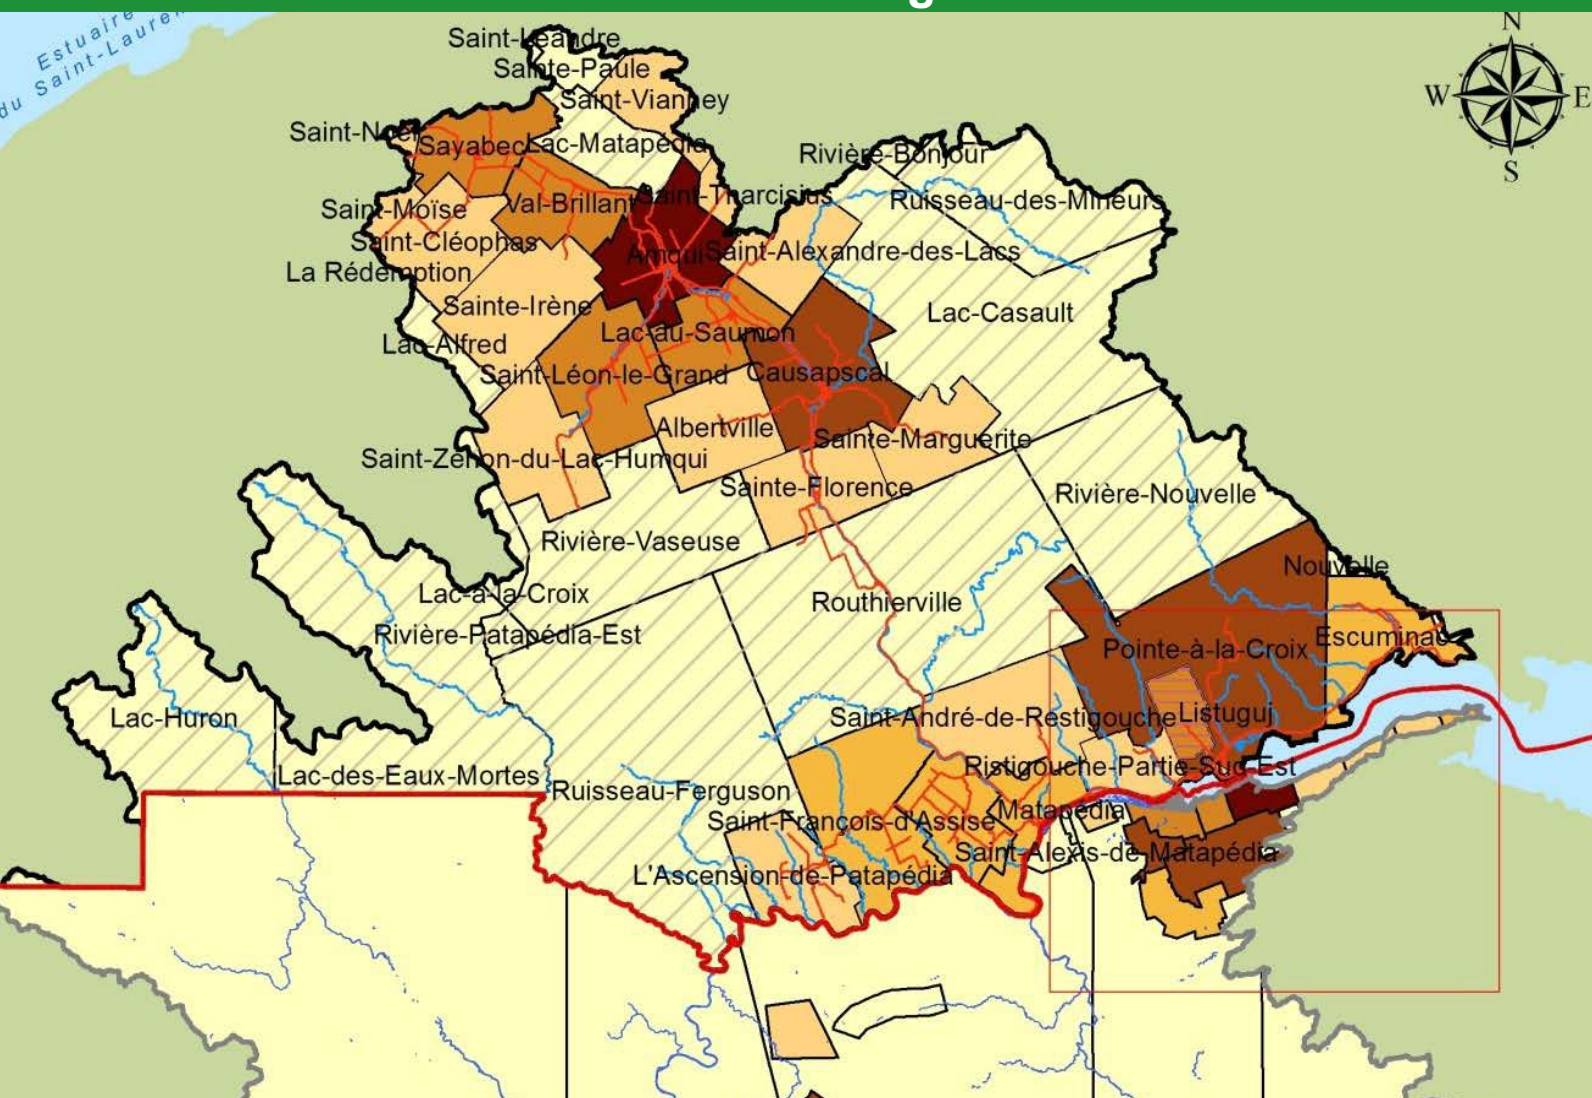 N
Estuaire
du Saint-Lauren
Saint-Léandre
Sainte-Paule
W
E
Saint-Vianney
Saint-Noël
Sayabec
Lac-Matapédia
Rivière-Bonjour
S
Saint-Tharcisius
Ruisseau-des-Mineurs
Saint-Moïse
Val-Brillant
Saint-Cléophas
Amqui
Saint-Alexandre-des-Lacs
La Rédemption
Sainte-Irène
Lac-Casault
Lac-au-Saumon
Lac-Alfred
Saint-Léon-le-Grand
Causapscal
Albertville
Sainte-Marguerite
Saint-Zénon-du-Lac-Humqui
Sainte-Florence
Rivière-Nouvelle
Rivière-Vaseuse
Nouvelle
Lac-à-la-Croix
Routhierville
Rivière-Patapédia-Est
Pointe-à-la-Croix
Escuminac
Lac-Huron
Saint-André-de-Restigouche
Listuguj
Lac-des-Eaux-Mortes
Ristigouche-Partie-Sud-Est
Ruisseau-Ferguson
Matapédia
Saint-François-d'Assise
Saint-Alexis-de-Matapédia
L'Ascension-de-Patapédia